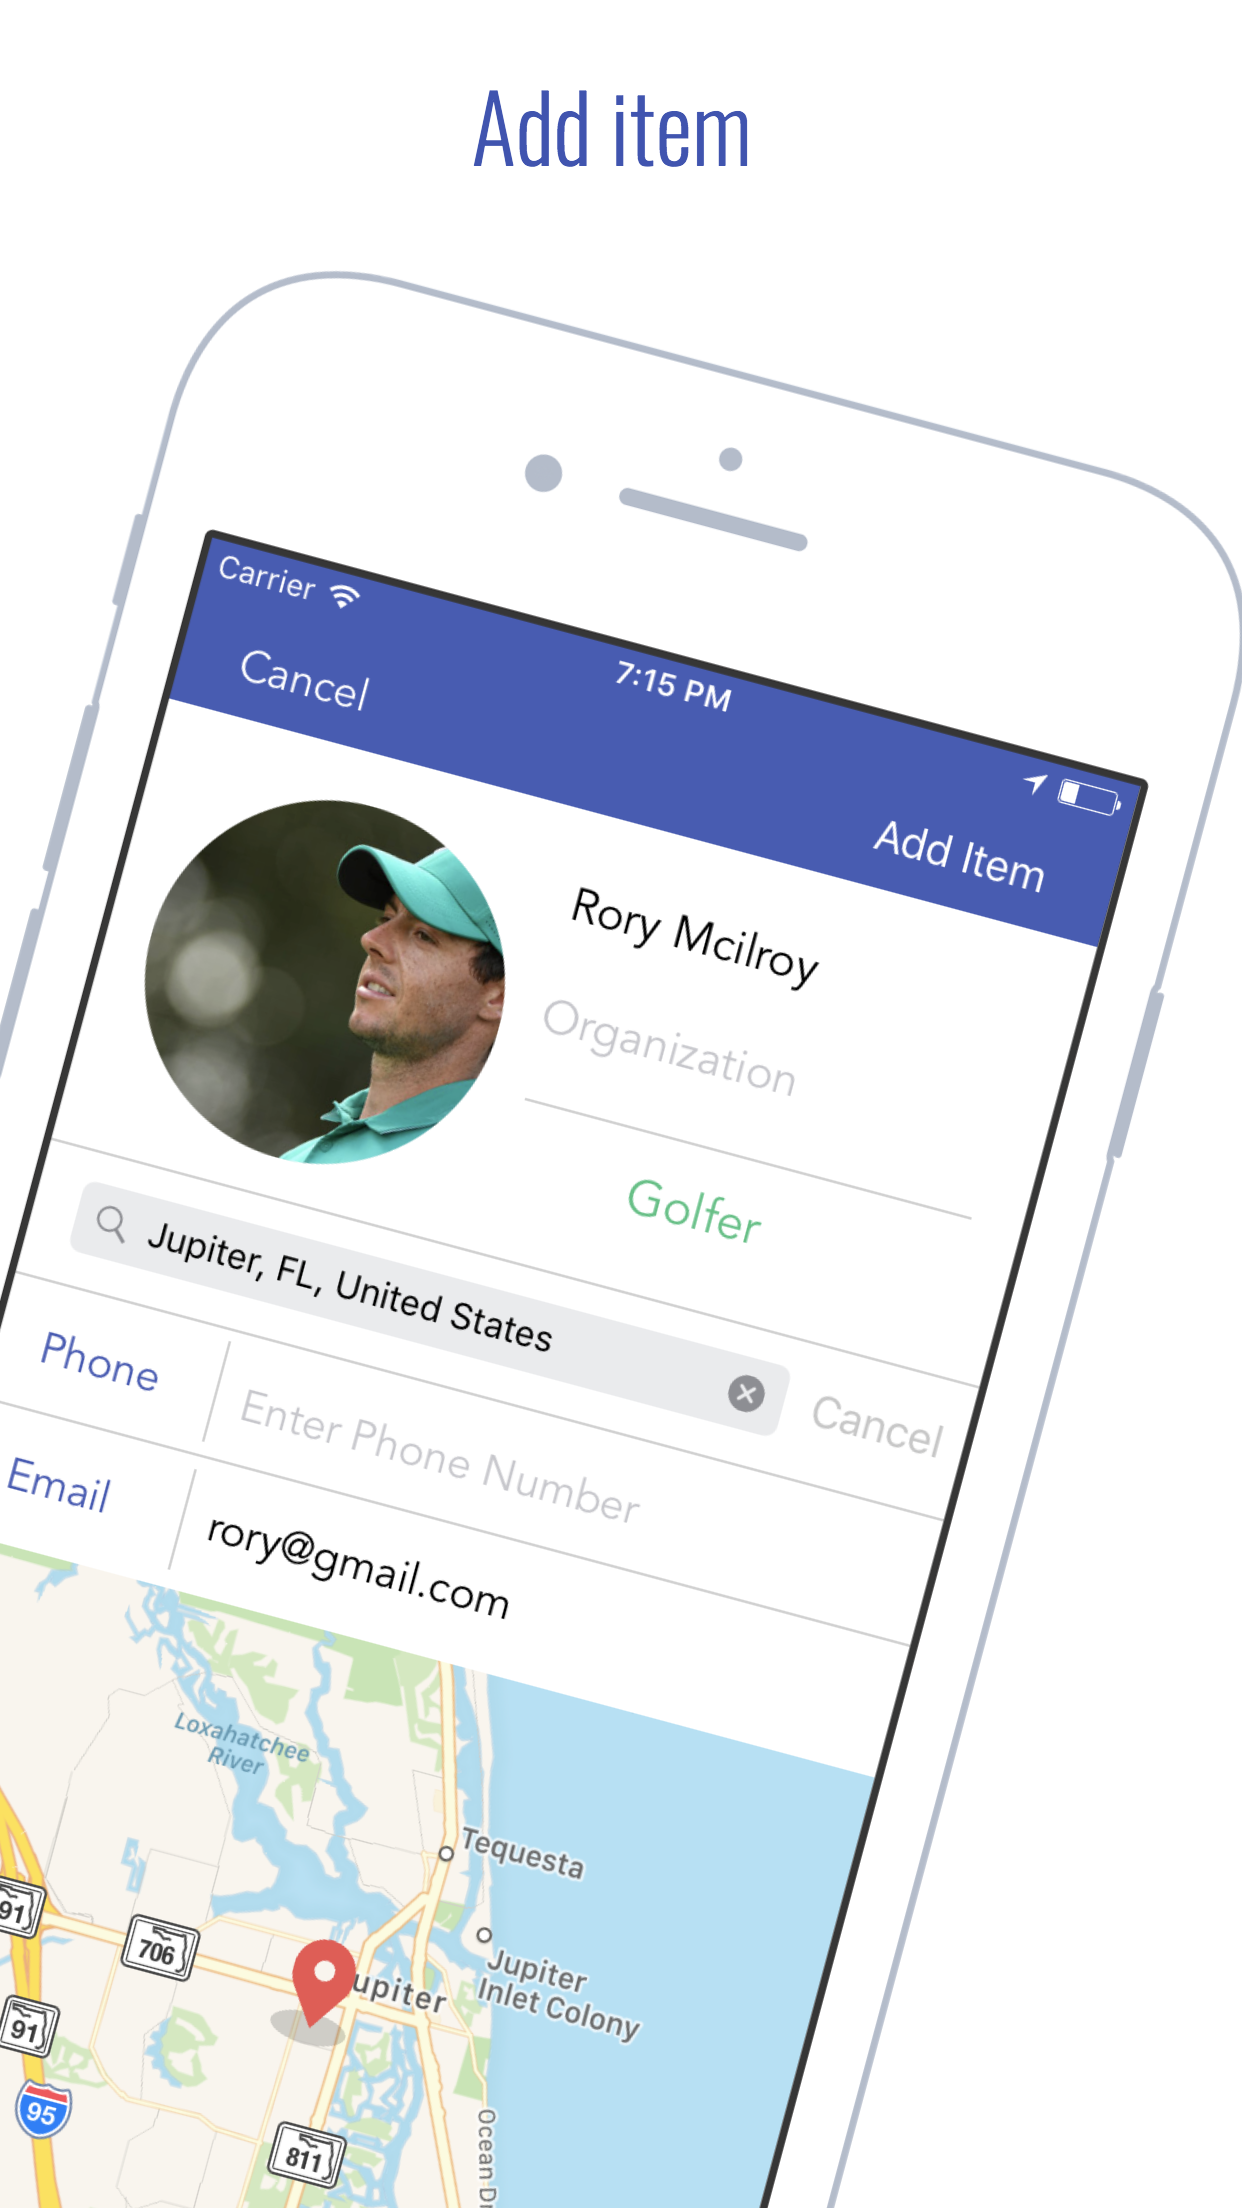 Add item
Carrier
7:15 PM
Cancel
Add Item
Rory Mcilroy
Organization
Golfer
Jupiter, FL, United States
Cancel
Phone
Enter Phone Number
Email
rory@gmail.com
Loxahatchee
River
Tequesta
Jupiter
Inlet Colony
upiter
91
706
91
95
811
Ocean Dr